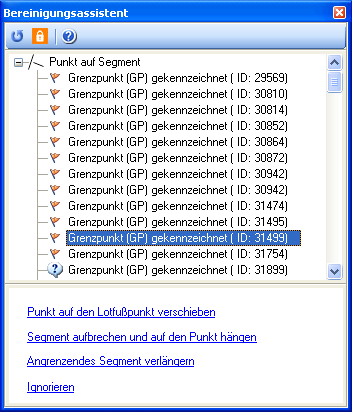 Bereinigungsassistent
Punkt auf Segment
Grenzpunkt (GP) gekennzeichnet ( ID: 29569)
Grenzpunkt (GP) gekennzeichnet ( ID: 30810)
Grenzpunkt (GP) gekennzeichnet ( ID: 30814)
Grenzpunkt (GP) gekennzeichnet ( ID: 30852)
Grenzpunkt (GP) gekennzeichnet ( ID: 30864)
Grenzpunkt (GP) gekennzeichnet ( ID: 30872)
Grenzpunkt (GP) gekennzeichnet ( ID: 30942)
Grenzpunkt (GP) gekennzeichnet ( ID: 30942)
Grenzpunkt (GP) gekennzeichnet ( ID: 31474)
Grenzpunkt (GP) gekennzeichnet ( ID: 31495)
Grenzpunkt (GP) gekennzeichnet ( ID: 31499)
Grenzpunkt (GP) gekennzeichnet ( ID: 31754)
Grenzpunkt (GP) gekennzeichnet ( ID: 31899)
Punkt auf den Lotfußpunkt verschieben
Segment aufbrechen und auf den Punkt hängen
Angrenzendes Segment verlängern
Ignorieren